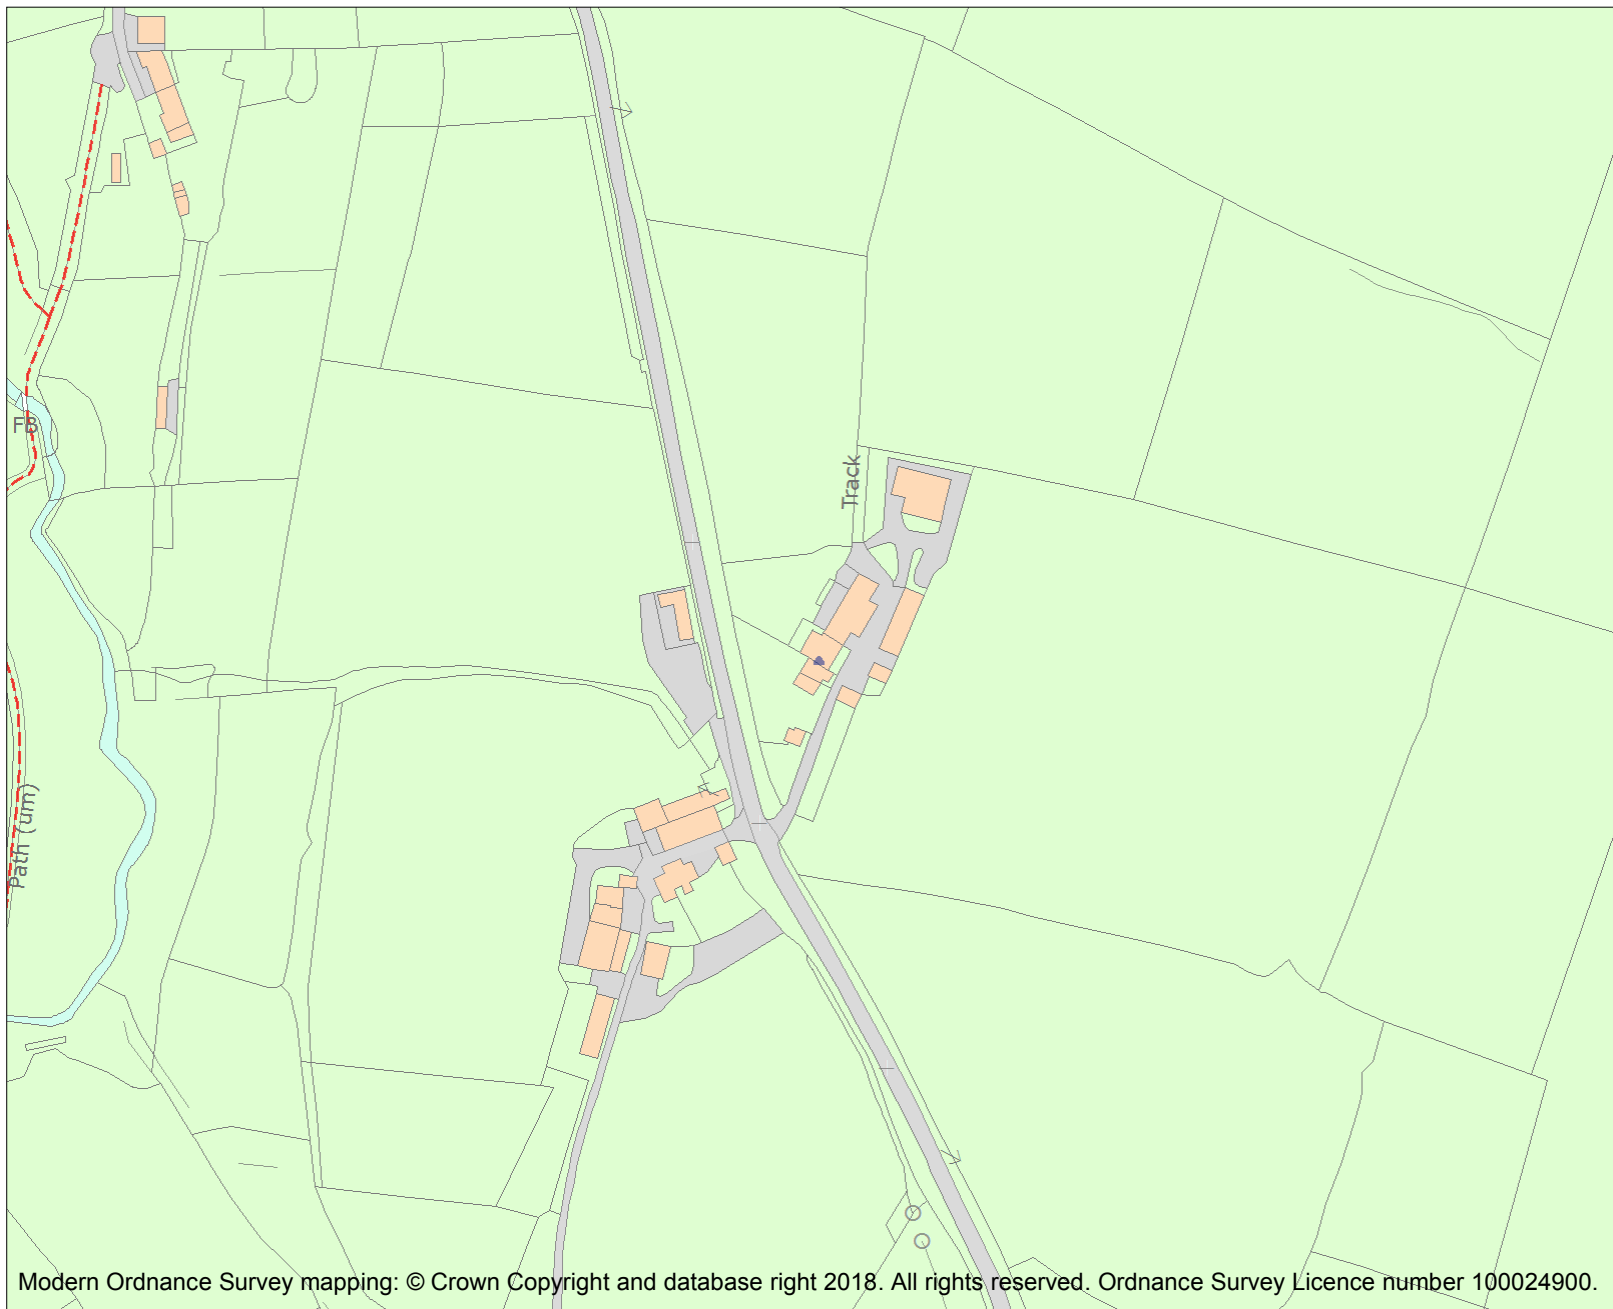 FB
Track
Path (um)
Modern Ordnance Survey mapping: © Crown Copyright and database right 2018. All rights reserved. Ordnance Survey Licence number 100024900.